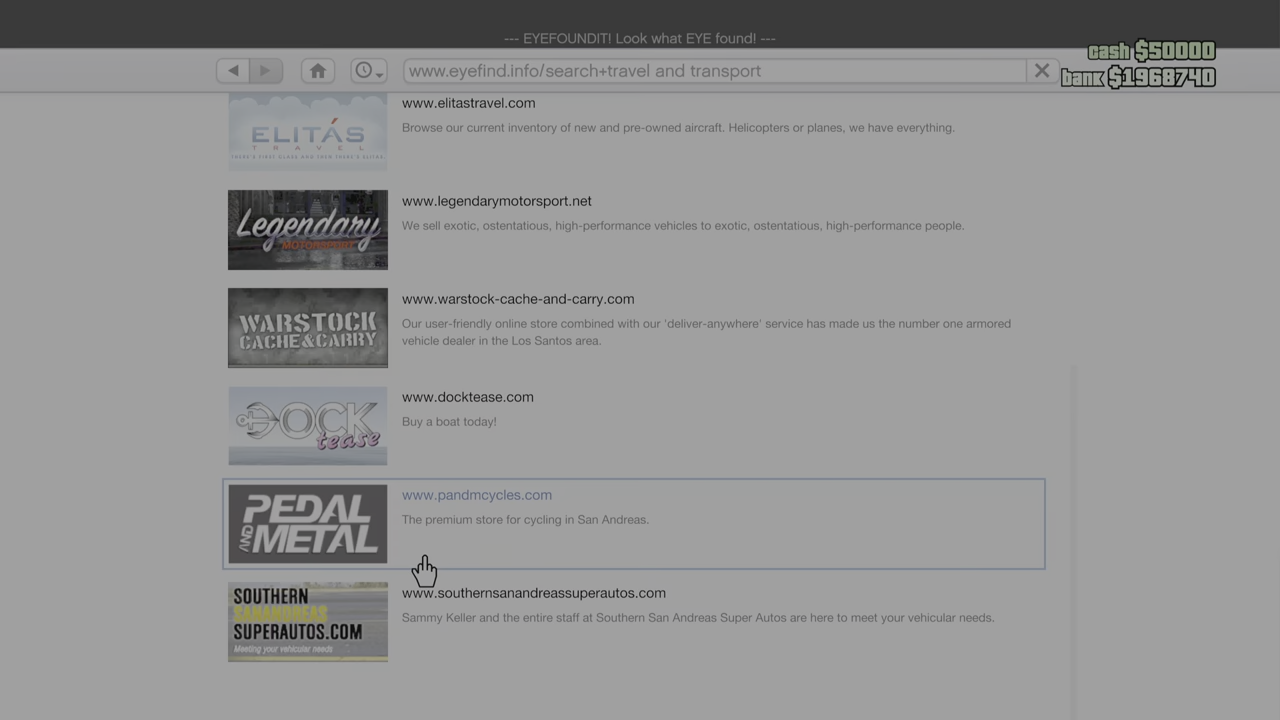 --- EYEFOUNDIT! Look what EYE found! ---
cash $50000
www.eyefind.info/search+travel and transport
bank $1968740
www.elitastravel.com
ELITÁS
TRAVEL
THERE'S FIRST CLASS AND THEN THERE'S ELITAS
Browse our current inventory of new and pre-owned aircraft. Helicopters or planes, we have everything.
www.legendarymotorsport.net
Legendary
MOTORSPORT
We sell exotic, ostentatious, high-performance vehicles to exotic, ostentatious, high-performance people.
www.warstock-cache-and-carry.com
WARSTOCK
CACHE&CARRY
Our user-friendly online store combined with our 'deliver-anywhere' service has made us the number one armored
vehicle dealer in the Los Santos area.
www.docktease.com
DOCK
tease
Buy a boat today!
www.pandmcycles.com
PEDAL
AND
METAL
The premium store for cycling in San Andreas.
www.southernsanandreassuperautos.com
SOUTHERN
SANANDREAS
SUPERAUTOS.COM
Meeting your vehicular needs
Sammy Keller and the entire staff at Southern San Andreas Super Autos are here to meet your vehicular needs.